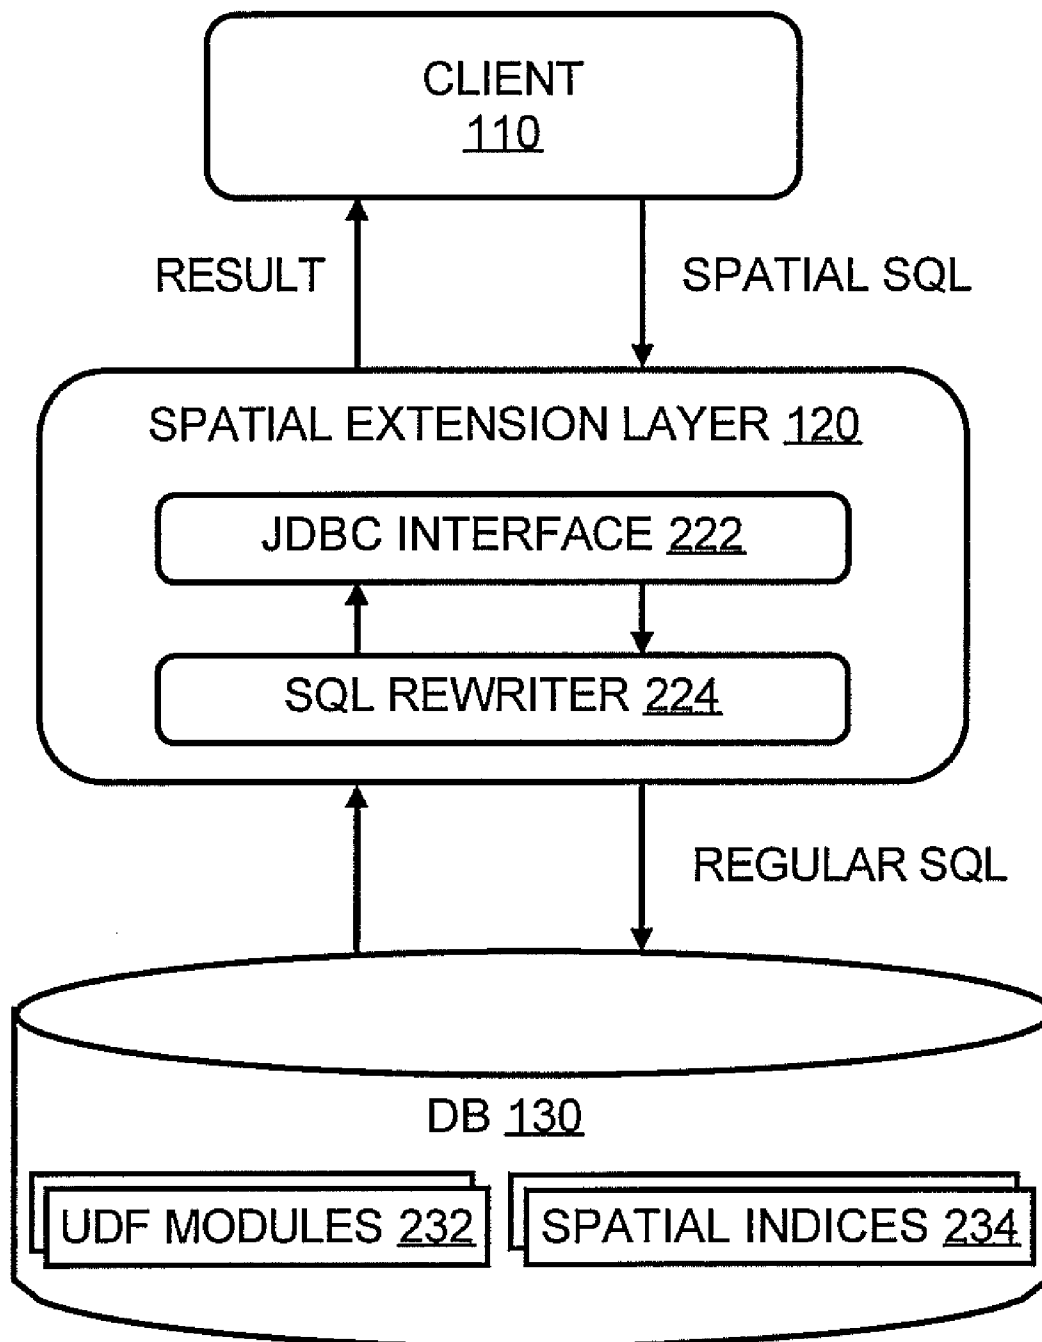 CLIENT
110
RESULT
SPATIAL SQL
SPATIAL EXTENSION LAYER 120
JDBC INTERFACE 222
SQL REWRITER 224
REGULAR SQL
DB 130
UDF MODULES 232
SPATIAL INDICES 234